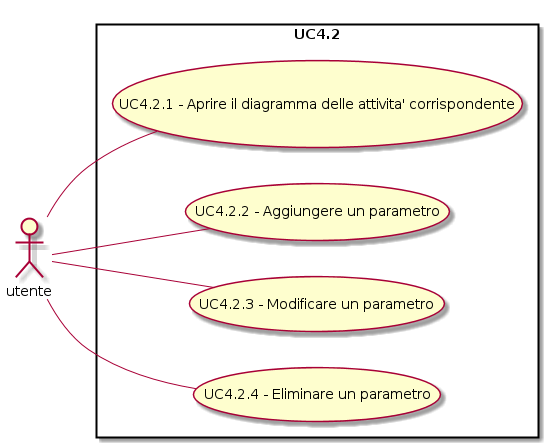 UC4.2
UC4.2.1 - Aprire il diagramma delle attivita' corrispondente
UC4.2.2 - Aggiungere un parametro
utente
UC4.2.3 - Modificare un parametro
UC4.2.4 - Eliminare un parametro